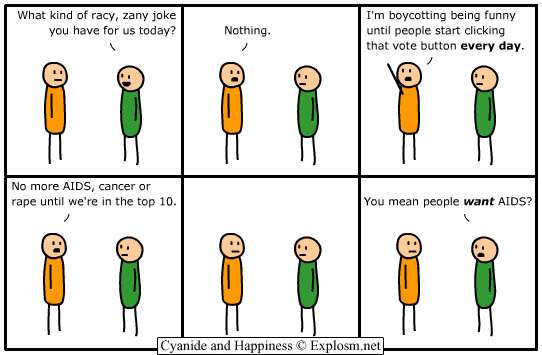 What kind of racy, zany joke
you have for us today?
Nothing.
I'm boycotting being funny
until people start clicking
that vote button every day.
No more AIDS, cancer or
rape until we're in the top 10.
You mean people want AIDS?
Cyanide and Happiness © Explosm.net